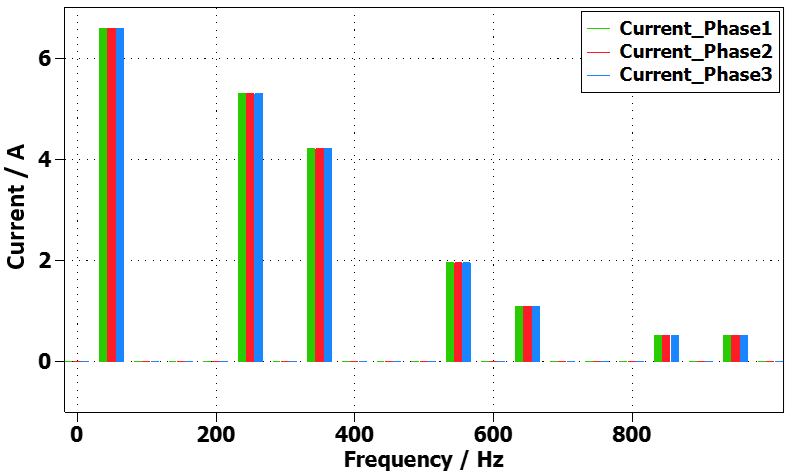 Current_Phase1
Current_Phase2
Current_Phase3
Current / A
6
4
2
0
0 200 400 600 800
Frequency / Hz